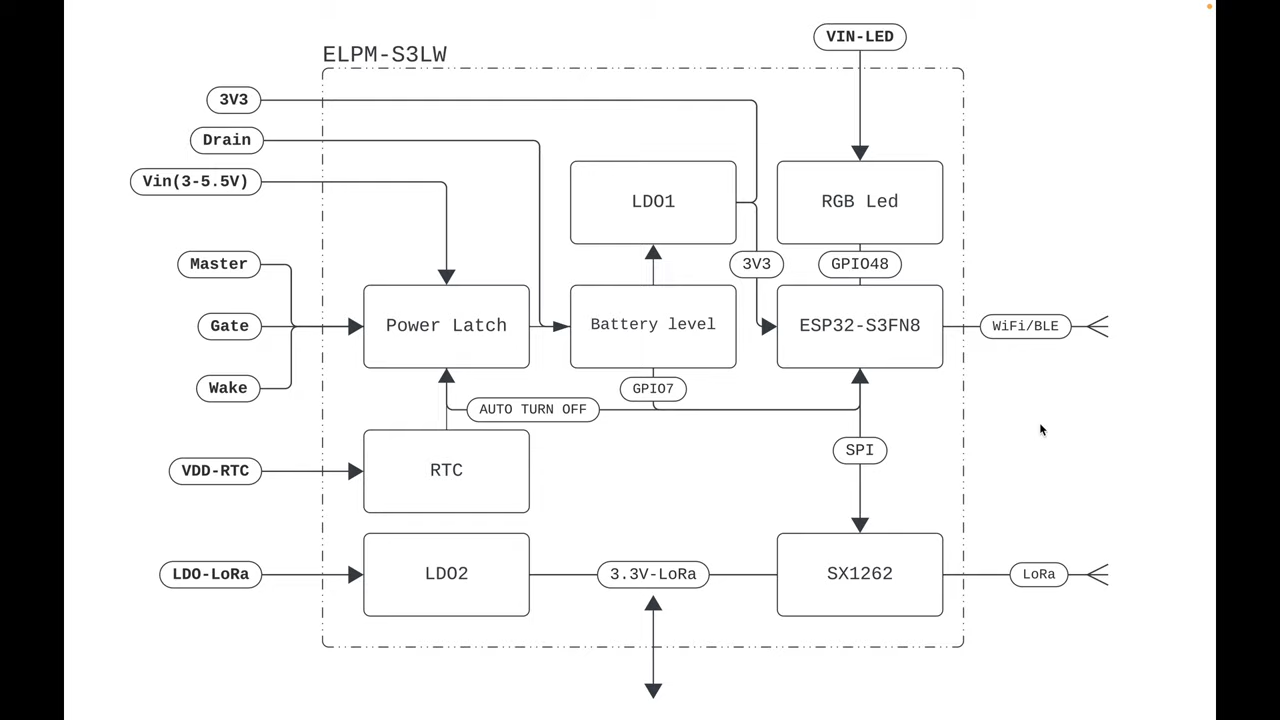 VIN-LED
ELPM-S3LW
3V3
Drain
Vin(3-5.5V)
LDO1
RGB Led
Master
3V3
GPIO48
Gate
Power Latch
Battery level
ESP32-S3FN8
WiFi/BLE
Wake
GPIO7
AUTO TURN OFF
SPI
VDD-RTC
RTC
LDO-LoRa
LDO2
3.3V-LoRa
SX1262
LoRa